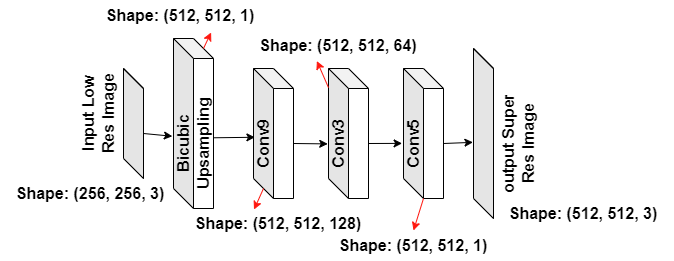 Shape: (512, 512, 1)
Shape: (512, 512, 64)
Input Low
Res Image
Bicubic
Upsampling
Conv9
Conv3
Conv5
output Super
Res Image
Shape: (256, 256, 3)
Shape: (512, 512, 128)
Shape: (512, 512, 1)
Shape: (512, 512, 3)